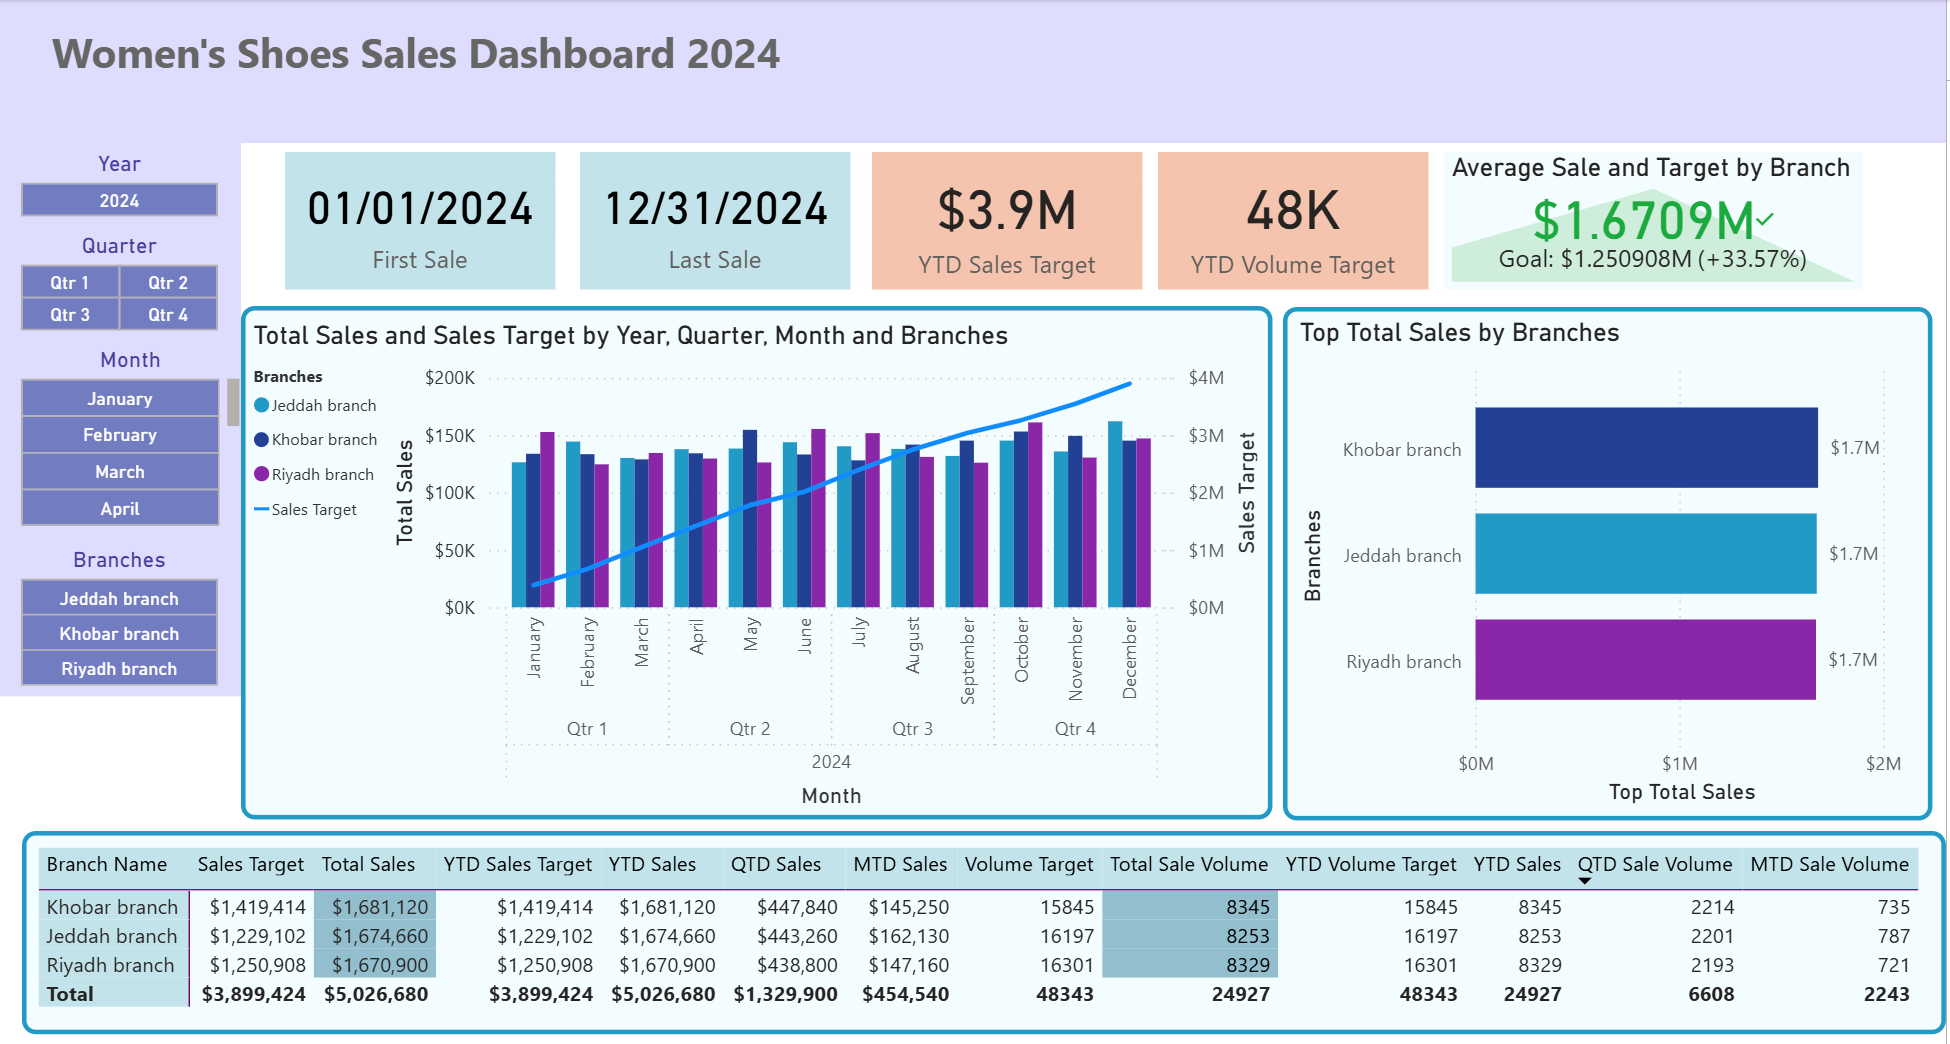 Women's Shoes Sales Dashboard 2024
Year
2024
Quarter
Qtr 1 Qtr 2
Qtr 3 Qtr 4
Month
January
February
March
April
Branches
Jeddah branch
Khobar branch
Riyadh branch
01/01/2024
First Sale
12/31/2024
Last Sale
$3.9M
YTD Sales Target
48K
YTD Volume Target
Average Sale and Target by Branch
$1.6709M
Goal: $1.250908M (+33.57%)
Total Sales and Sales Target by Year, Quarter, Month and Branches
Branches
Jeddah branch
Khobar branch
Riyadh branch
Sales Target
Total Sales
$200K
$150K
$100K
$50K
$0K
$4M
$3M
$2M
$1M
$0M
Sales Target
January
February
March
April
May
June
July
August
September
October
November
December
Qtr 1 Qtr 2 Qtr 3 Qtr 4
2024
Month
Top Total Sales by Branches
Branches
Khobar branch $1.7M
Jeddah branch $1.7M
Riyadh branch $1.7M
$0M $1M $2M
Top Total Sales
Branch Name Sales Target Total Sales YTD Sales Target YTD Sales QTD Sales MTD Sales Volume Target Total Sale Volume YTD Volume Target YTD Sales QTD Sale Volume MTD Sale Volume
Khobar branch $1,419,414 $1,681,120 $1,419,414 $1,681,120 $447,840 $145,250 15845 8345 15845 8345 2214 735
Jeddah branch $1,229,102 $1,674,660 $1,229,102 $1,674,660 $443,260 $162,130 16197 8253 16197 8253 2201 787
Riyadh branch $1,250,908 $1,670,900 $1,250,908 $1,670,900 $438,800 $147,160 16301 8329 16301 8329 2193 721
Total $3,899,424 $5,026,680 $3,899,424 $5,026,680 $1,329,900 $454,540 48343 24927 48343 24927 6608 2243